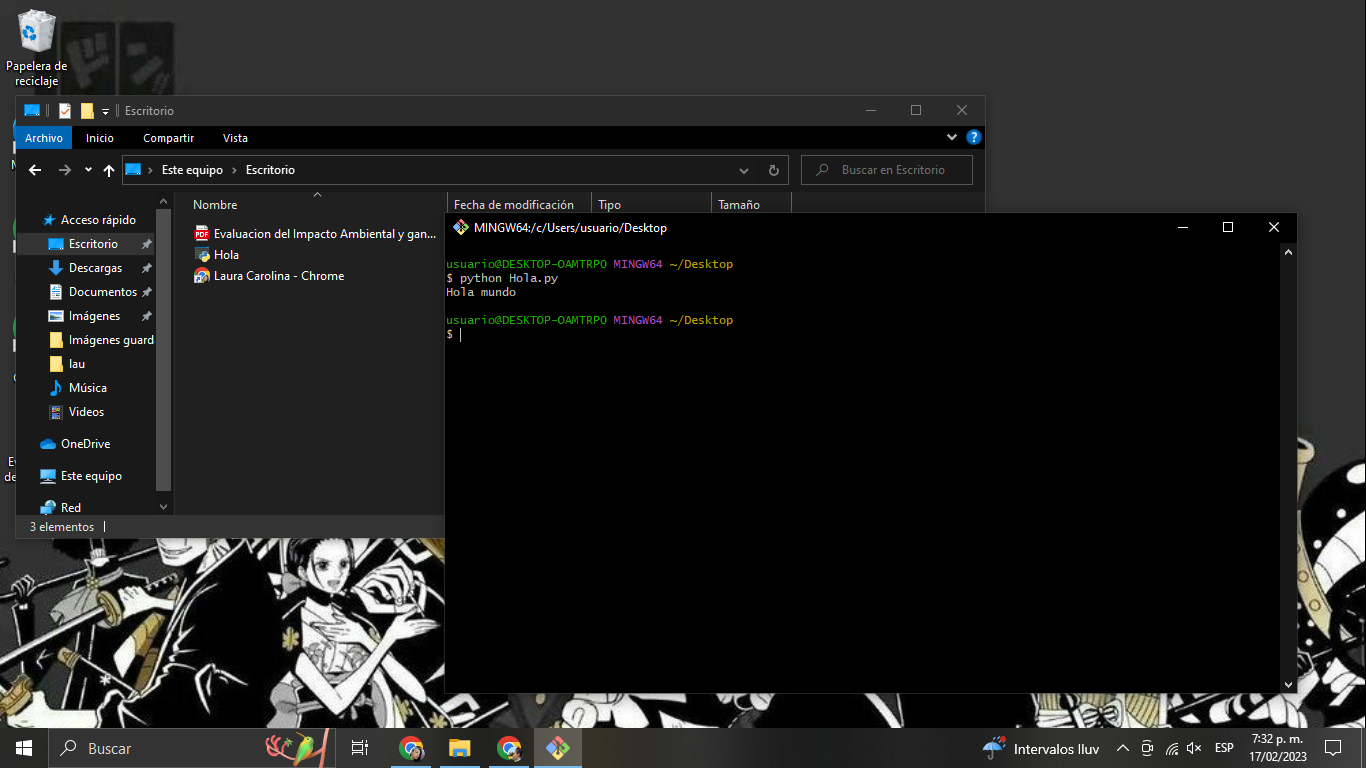 Papelera de
reciclaje
Escritorio
Archivo Inicio Compartir Vista
Este equipo Escritorio
Buscar en Escritorio
Nombre Fecha de modificación Tipo Tamaño
Acceso rápido
Escritorio
Descargas
Documentos
Imágenes
Imágenes guard
lau
Música
Videos
OneDrive
Este equipo
Red
Evaluacion del Impacto Ambiental y gan...
Hola
Laura Carolina - Chrome
3 elementos
MINGW64:/c/Users/usuario/Desktop
usuario@DESKTOP-OAMTRPO MINGW64 ~/Desktop
$ python Hola.py
Hola mundo
usuario@DESKTOP-OAMTRPO MINGW64 ~/Desktop
$
Buscar
Intervalos lluv
ESP
7:32 p. m.
17/02/2023